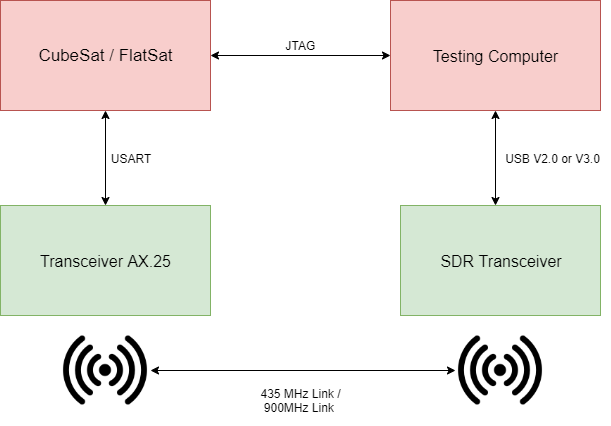 CubeSat / FlatSat
JTAG
Testing Computer
USART
USB V2.0 or V3.0
Transceiver AX.25
SDR Transceiver
435 MHz Link /
900MHz Link